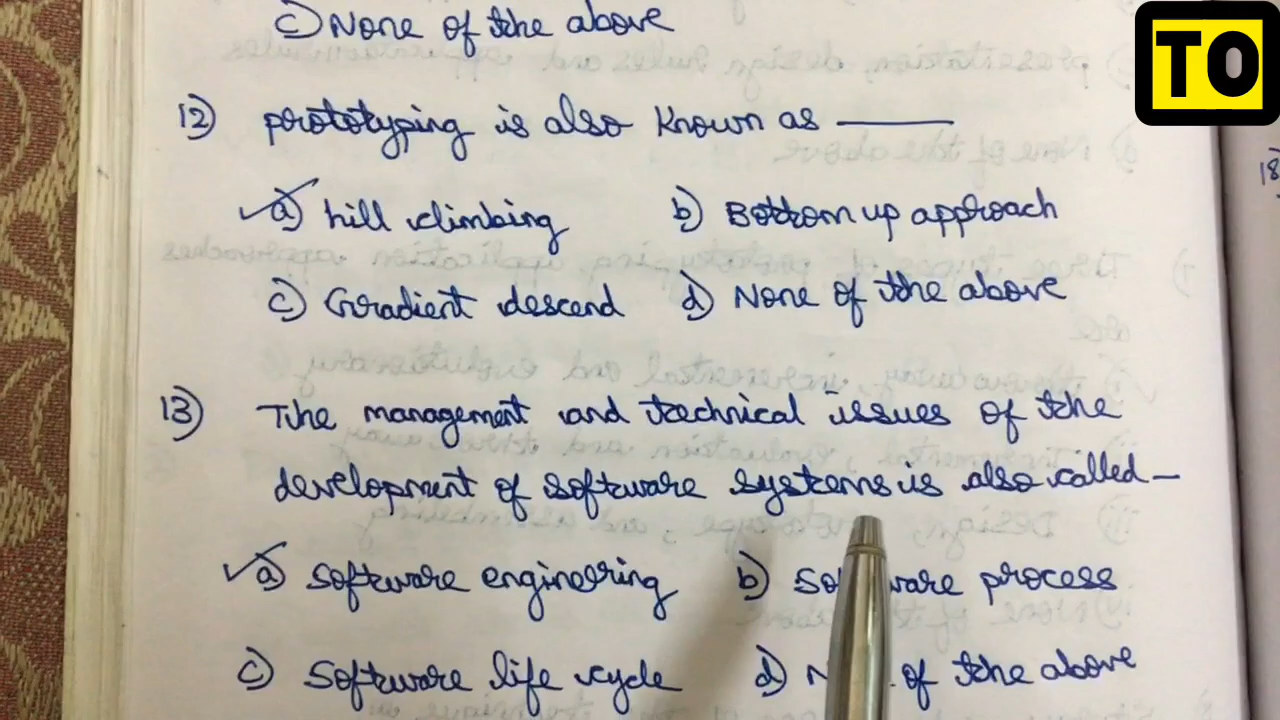 c) None of the above
TO
12) prototyping is also known as ———
a) hill climbing b) Bottom up approach
c) Gradient descend d) None of the above
13) The management and technical issues of the
development of software systems is also called —
a) software engineering b) software process
c) software life cycle d) of the above
18